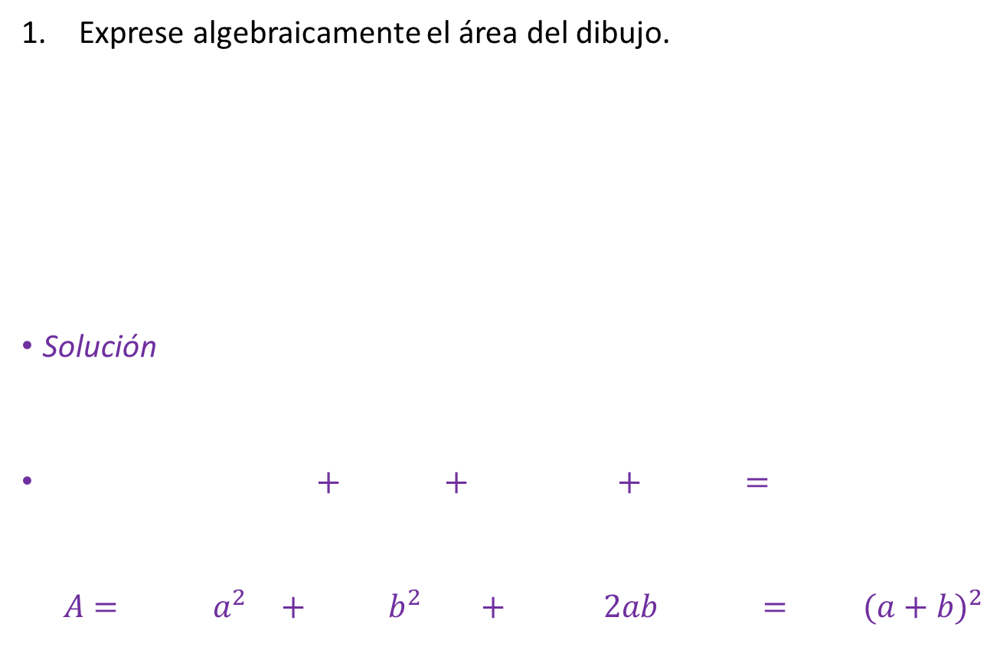 1. Exprese algebraicamente el área del dibujo.
• Solución
• + + + =
A = a² + b² + 2ab = (a + b)²